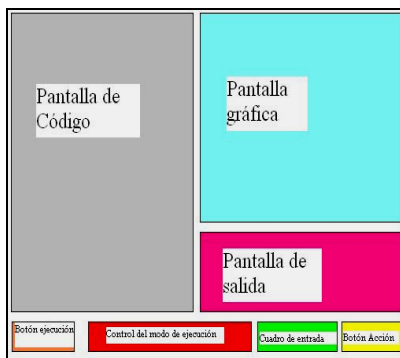 Pantalla de
Código
Pantalla
gráfica
Pantalla de
salida
Botón ejecución
Control del modo de ejecución
Cuadro de entrada
Botón Acción